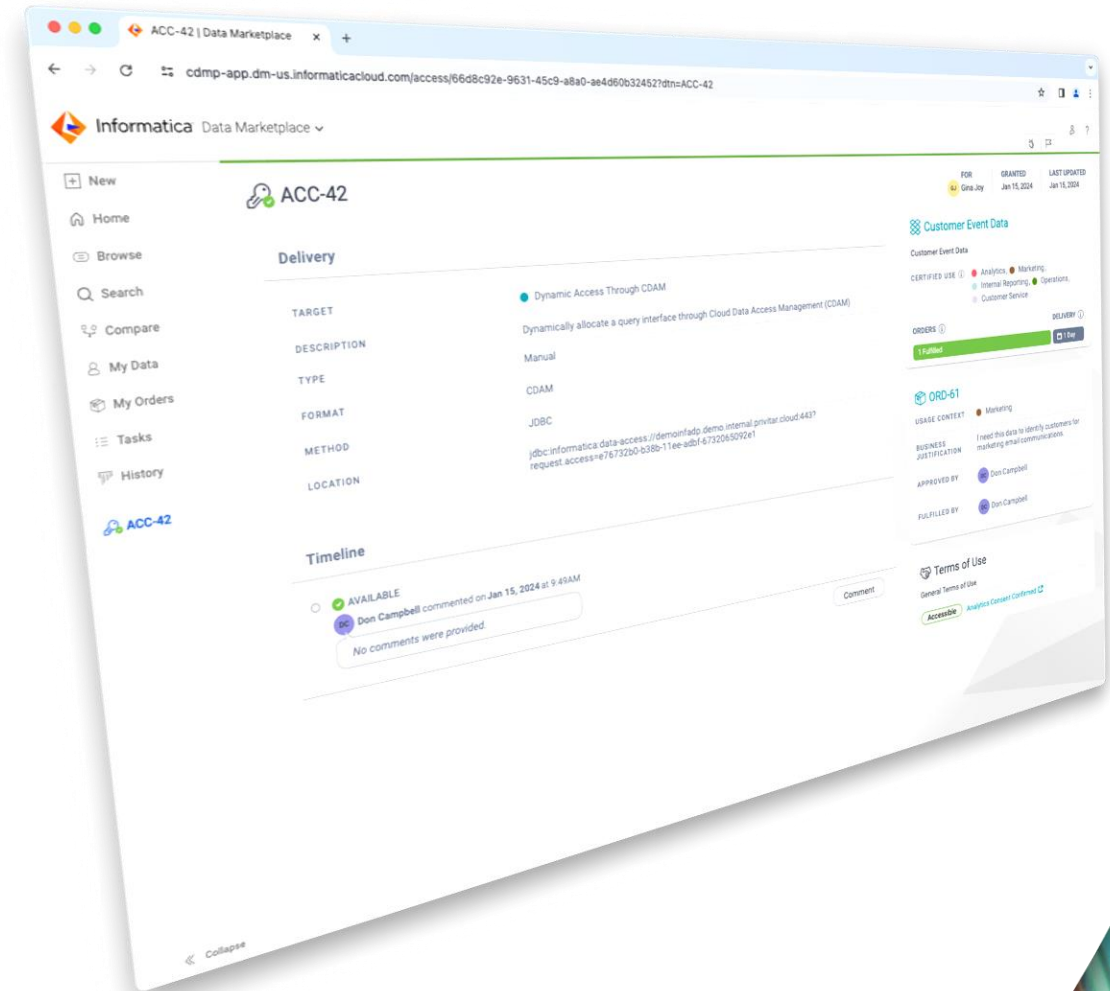 ACC-42 | Data Marketplace
cdmp-app.dm-us.informaticacloud.com/access/66d8c92e-9631-45c9-a8a0-ae4d60b32452?dtn=ACC-42
Informatica Data Marketplace
New
Home
Browse
Search
Compare
My Data
My Orders
Tasks
History
ACC-42
Collapse
ACC-42
FOR GRANTED LAST UPDATED
GJ Gina Joy Jan 15, 2024 Jan 15, 2024
Delivery
TARGET Dynamic Access Through CDAM
DESCRIPTION Dynamically allocate a query interface through Cloud Data Access Management (CDAM)
TYPE Manual
FORMAT CDAM
METHOD JDBC
LOCATION jdbc:informatica:data-access://demoinfadp.demo.internal.privitar.cloud:443?
request.access=e76732b0-b38b-11ee-adbf-6732065092e1
Timeline
AVAILABLE
DC Don Campbell commented on Jan 15, 2024 at 9:49AM
No comments were provided.
Comment
Customer Event Data
Customer Event Data
CERTIFIED USE Analytics, Marketing,
Internal Reporting, Operations,
Customer Service
ORDERS DELIVERY
1 Fulfilled 1 Day
ORD-61
USAGE CONTEXT Marketing
BUSINESS JUSTIFICATION I need this data to identify customers for
marketing email communications.
APPROVED BY DC Don Campbell
FULFILLED BY DC Don Campbell
Terms of Use
General Terms of Use
Accessible Analytics Consent Confirmed